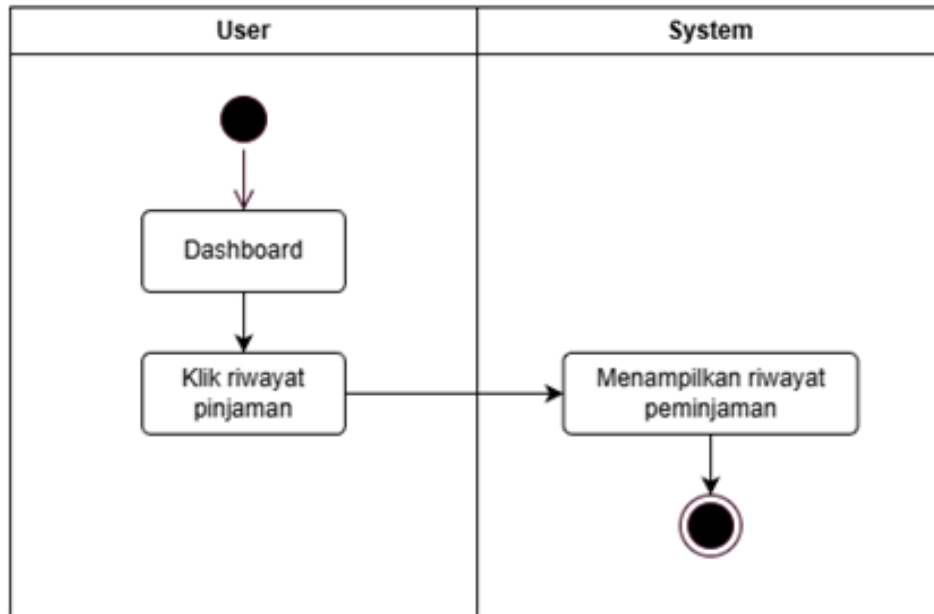 User
System
Dashboard
Klik riwayat
pinjaman
Menampilkan riwayat
peminjaman